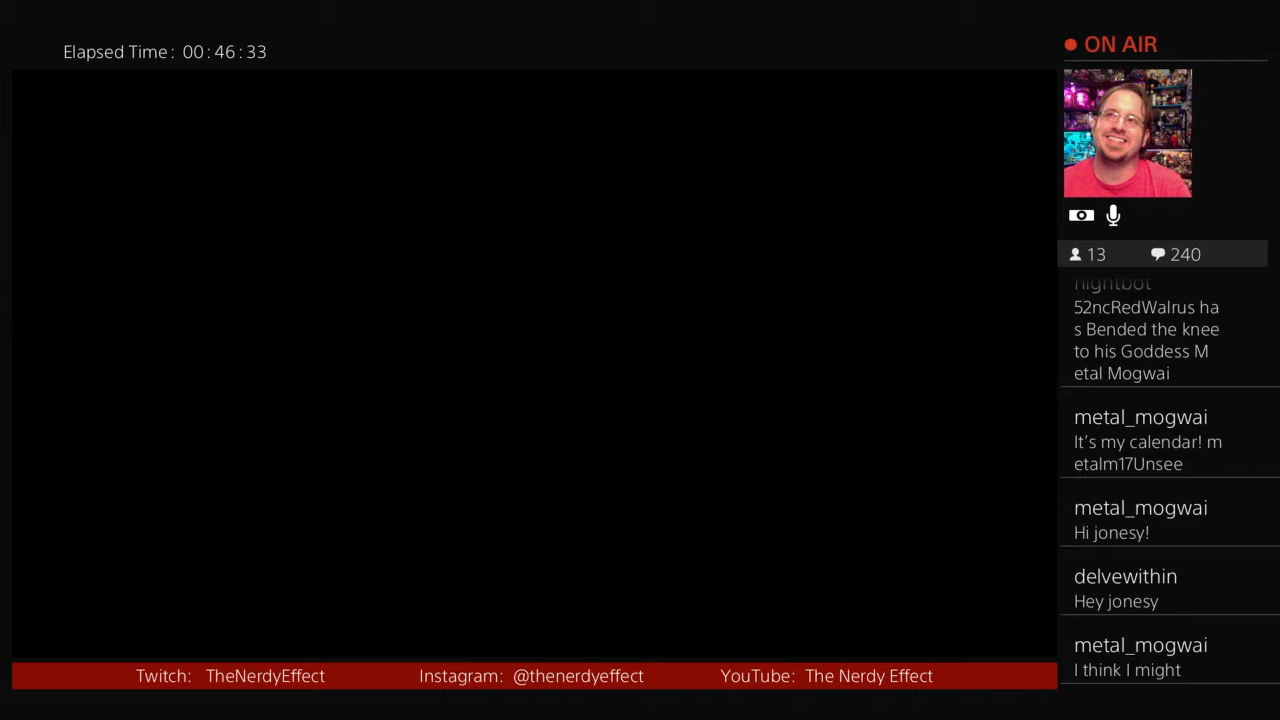 Elapsed Time: 00:46:33
ON AIR
13 240
nightbot
52ncRedWalrus ha
s Bended the knee
to his Goddess M
etal Mogwai
metal_mogwai
It's my calendar! m
etalm17Unsee
metal_mogwai
Hi jonesy!
delvewithin
Hey jonesy
metal_mogwai
I think I might
Twitch: TheNerdyEffect Instagram: @thenerdyeffect YouTube: The Nerdy Effect